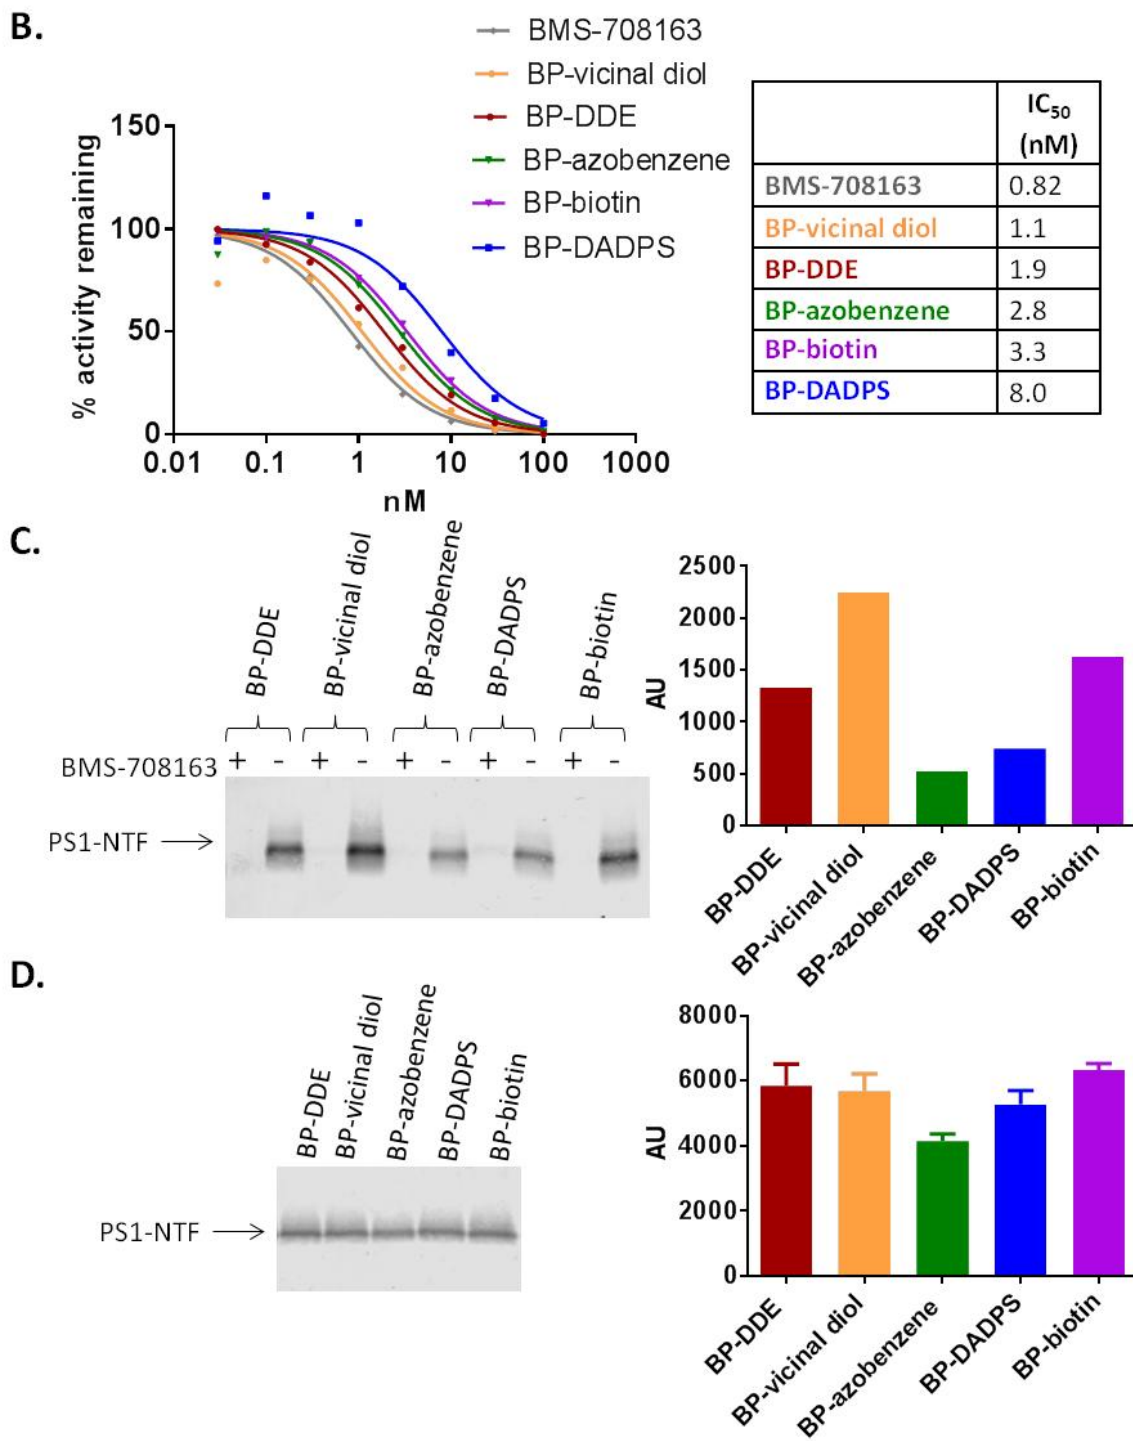 B.
BMS-708163
BP-vicinal diol
BP-DDE
BP-azobenzene
BP-biotin
BP-DADPS
% activity remaining
150
100
50
0
0.01 0.1 1 10 100 1000
nM
IC50
(nM)
BMS-708163 0.82
BP-vicinal diol 1.1
BP-DDE 1.9
BP-azobenzene 2.8
BP-biotin 3.3
BP-DADPS 8.0
C.
BP-DDE
BP-vicinal diol
BP-azobenzene
BP-DADPS
BP-biotin
BMS-708163 + - + - + - + - + -
PS1-NTF
AU
2500
2000
1500
1000
500
0
BP-DDE
BP-vicinal diol
BP-azobenzene
BP-DADPS
BP-biotin
D.
BP-DDE
BP-vicinal diol
BP-azobenzene
BP-DADPS
BP-biotin
PS1-NTF
AU
8000
6000
4000
2000
0
BP-DDE
BP-vicinal diol
BP-azobenzene
BP-DADPS
BP-biotin